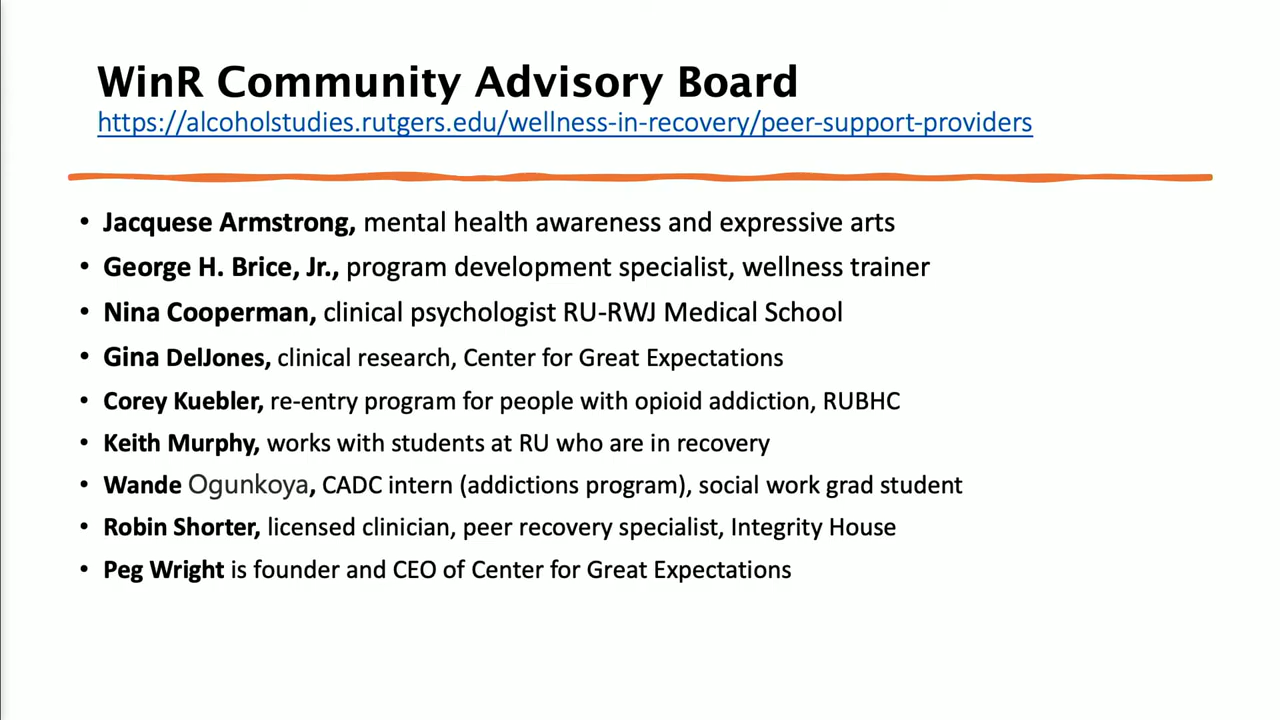 WinR Community Advisory Board
https://alcoholstudies.rutgers.edu/wellness-in-recovery/peer-support-providers
• Jacquese Armstrong, mental health awareness and expressive arts
• George H. Brice, Jr., program development specialist, wellness trainer
• Nina Cooperman, clinical psychologist RU-RWJ Medical School
• Gina DelJones, clinical research, Center for Great Expectations
• Corey Kuebler, re-entry program for people with opioid addiction, RUBHC
• Keith Murphy, works with students at RU who are in recovery
• Wande Ogunkoya, CADC intern (addictions program), social work grad student
• Robin Shorter, licensed clinician, peer recovery specialist, Integrity House
• Peg Wright is founder and CEO of Center for Great Expectations